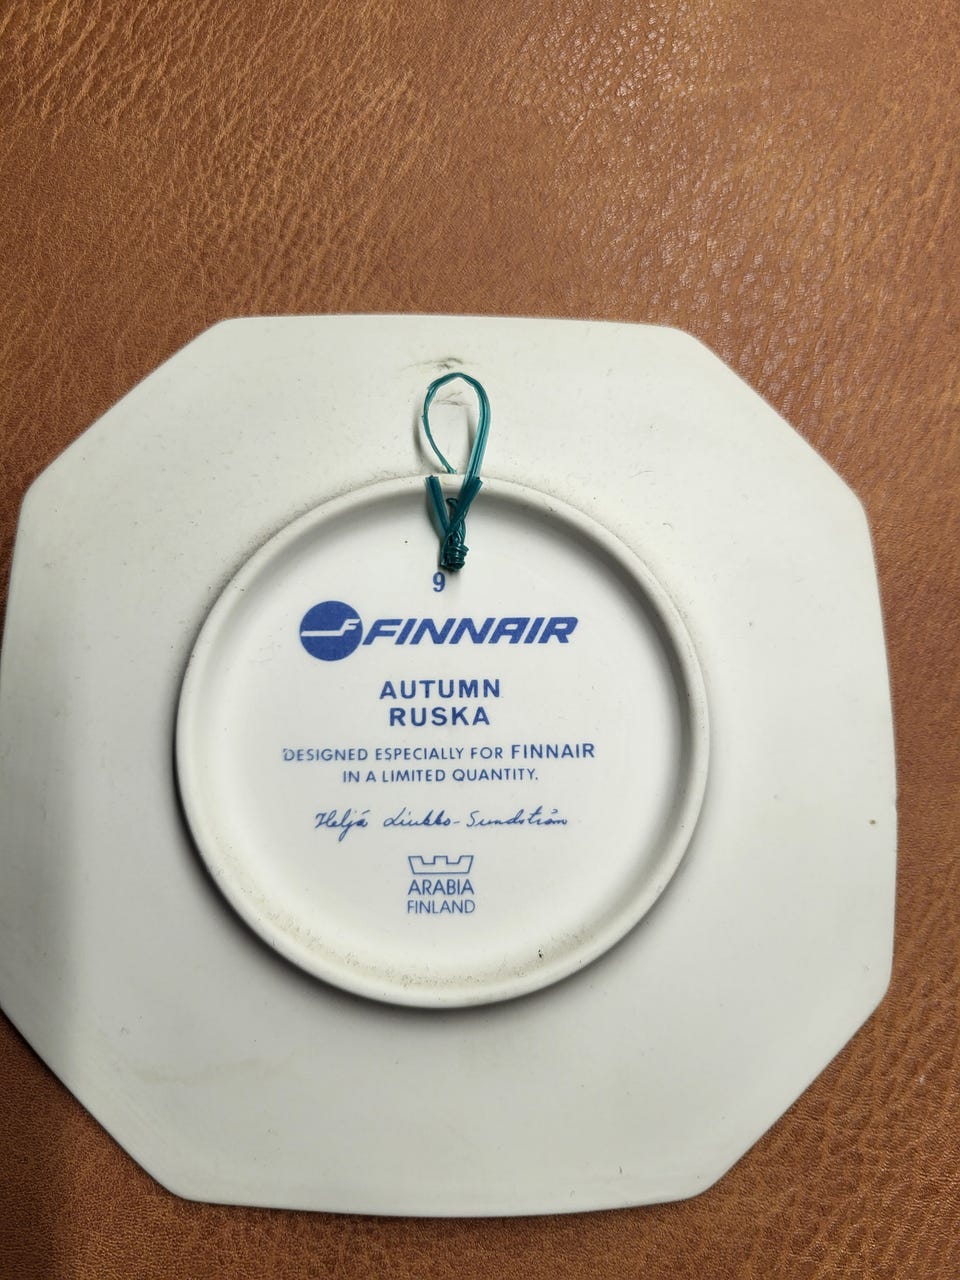 9
FINNAIR
AUTUMN
RUSKA
DESIGNED ESPECIALLY FOR FINNAIR
IN A LIMITED QUANTITY.
Heljä Liukko-Sundström
ARABIA
FINLAND